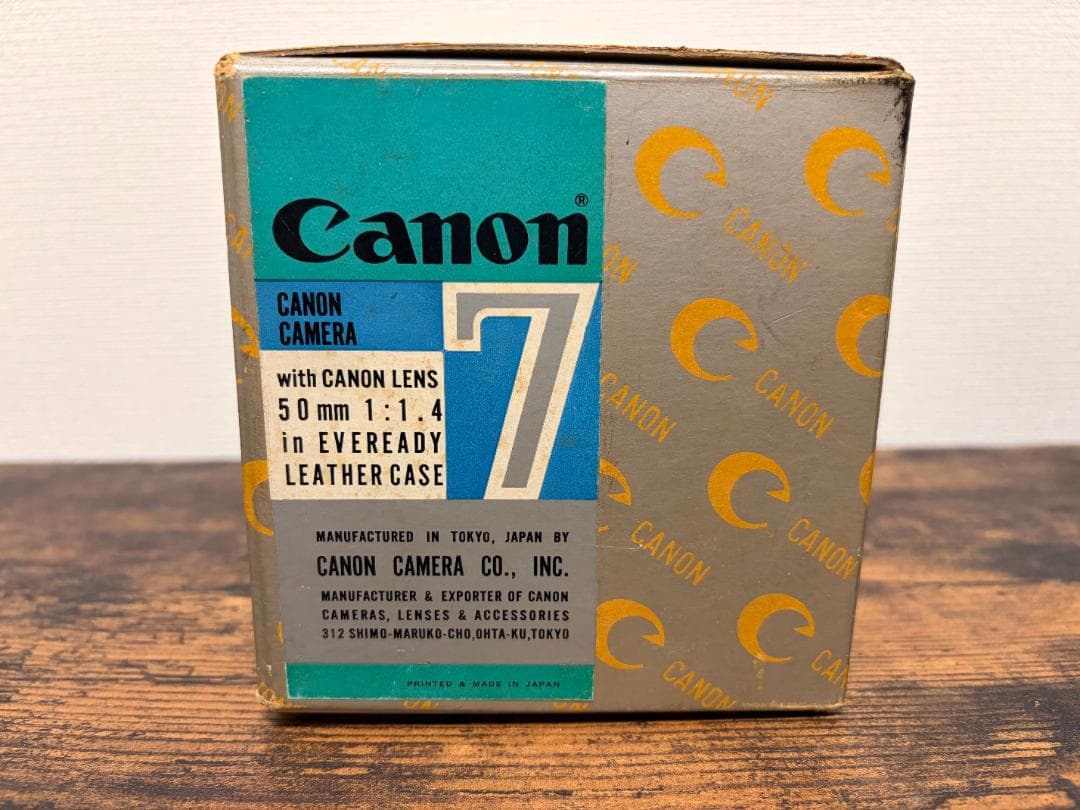 Canon®
CANON
CAMERA
7
with CANON LENS
50mm 1:1.4
in EVEREADY
LEATHER CASE
MANUFACTURED IN TOKYO, JAPAN BY
CANON CAMERA CO., INC.
MANUFACTURER & EXPORTER OF CANON
CAMERAS, LENSES & ACCESSORIES
312 SHIMO-MARUKO-CHO,OHTA-KU,TOKYO
PRINTED & MADE IN JAPAN
CANON
CANON
CANON
CANON
CANON
CANON